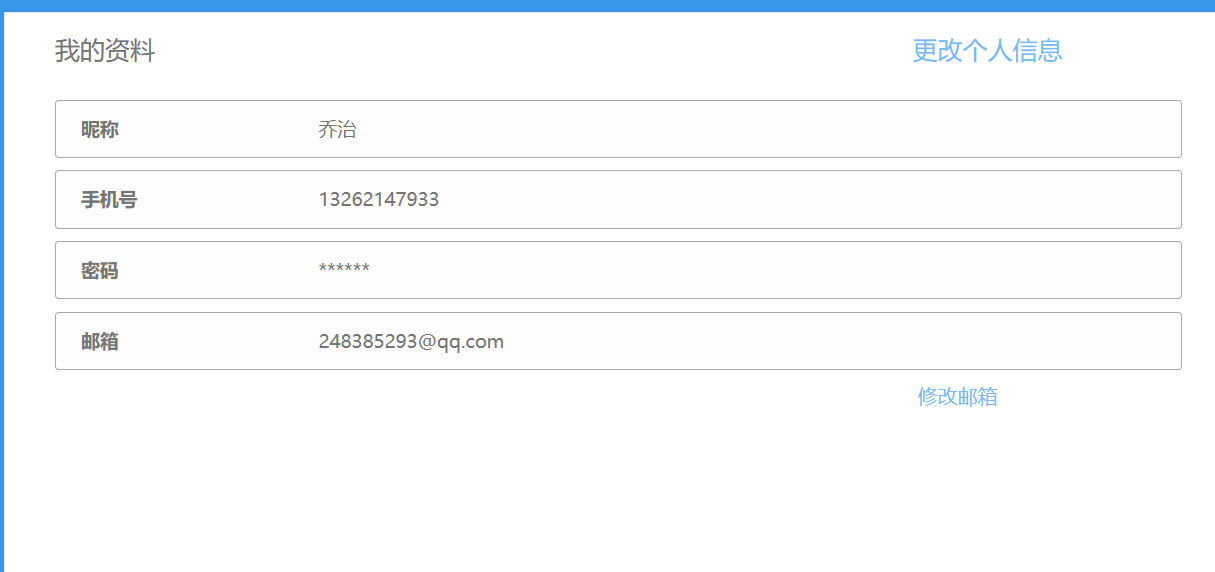 我的资料 更改个人信息
昵称 乔治
手机号 13262147933
密码 ******
邮箱 248385293@qq.com
修改邮箱